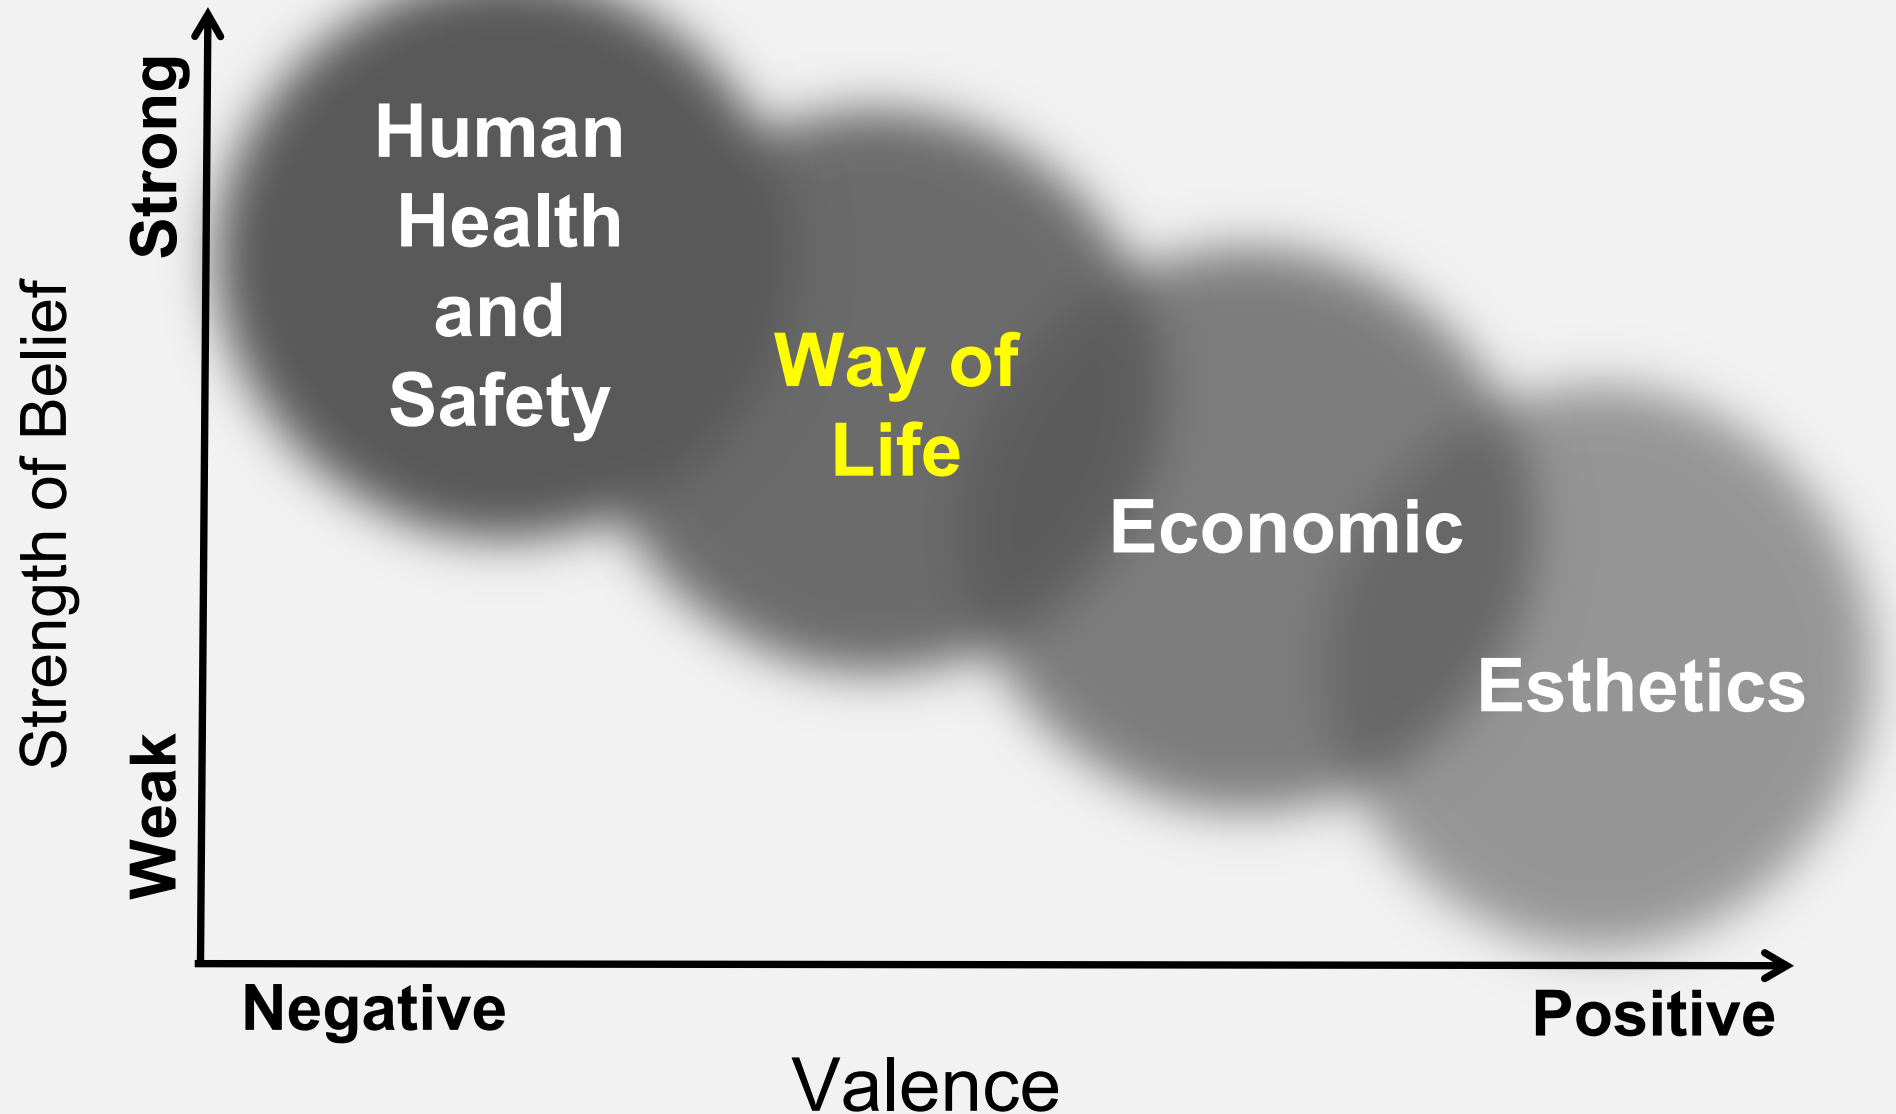 Strength of Belief
Strong
Weak
Human
Health
and
Safety
Way of
Life
Economic
Esthetics
Negative
Positive
Valence